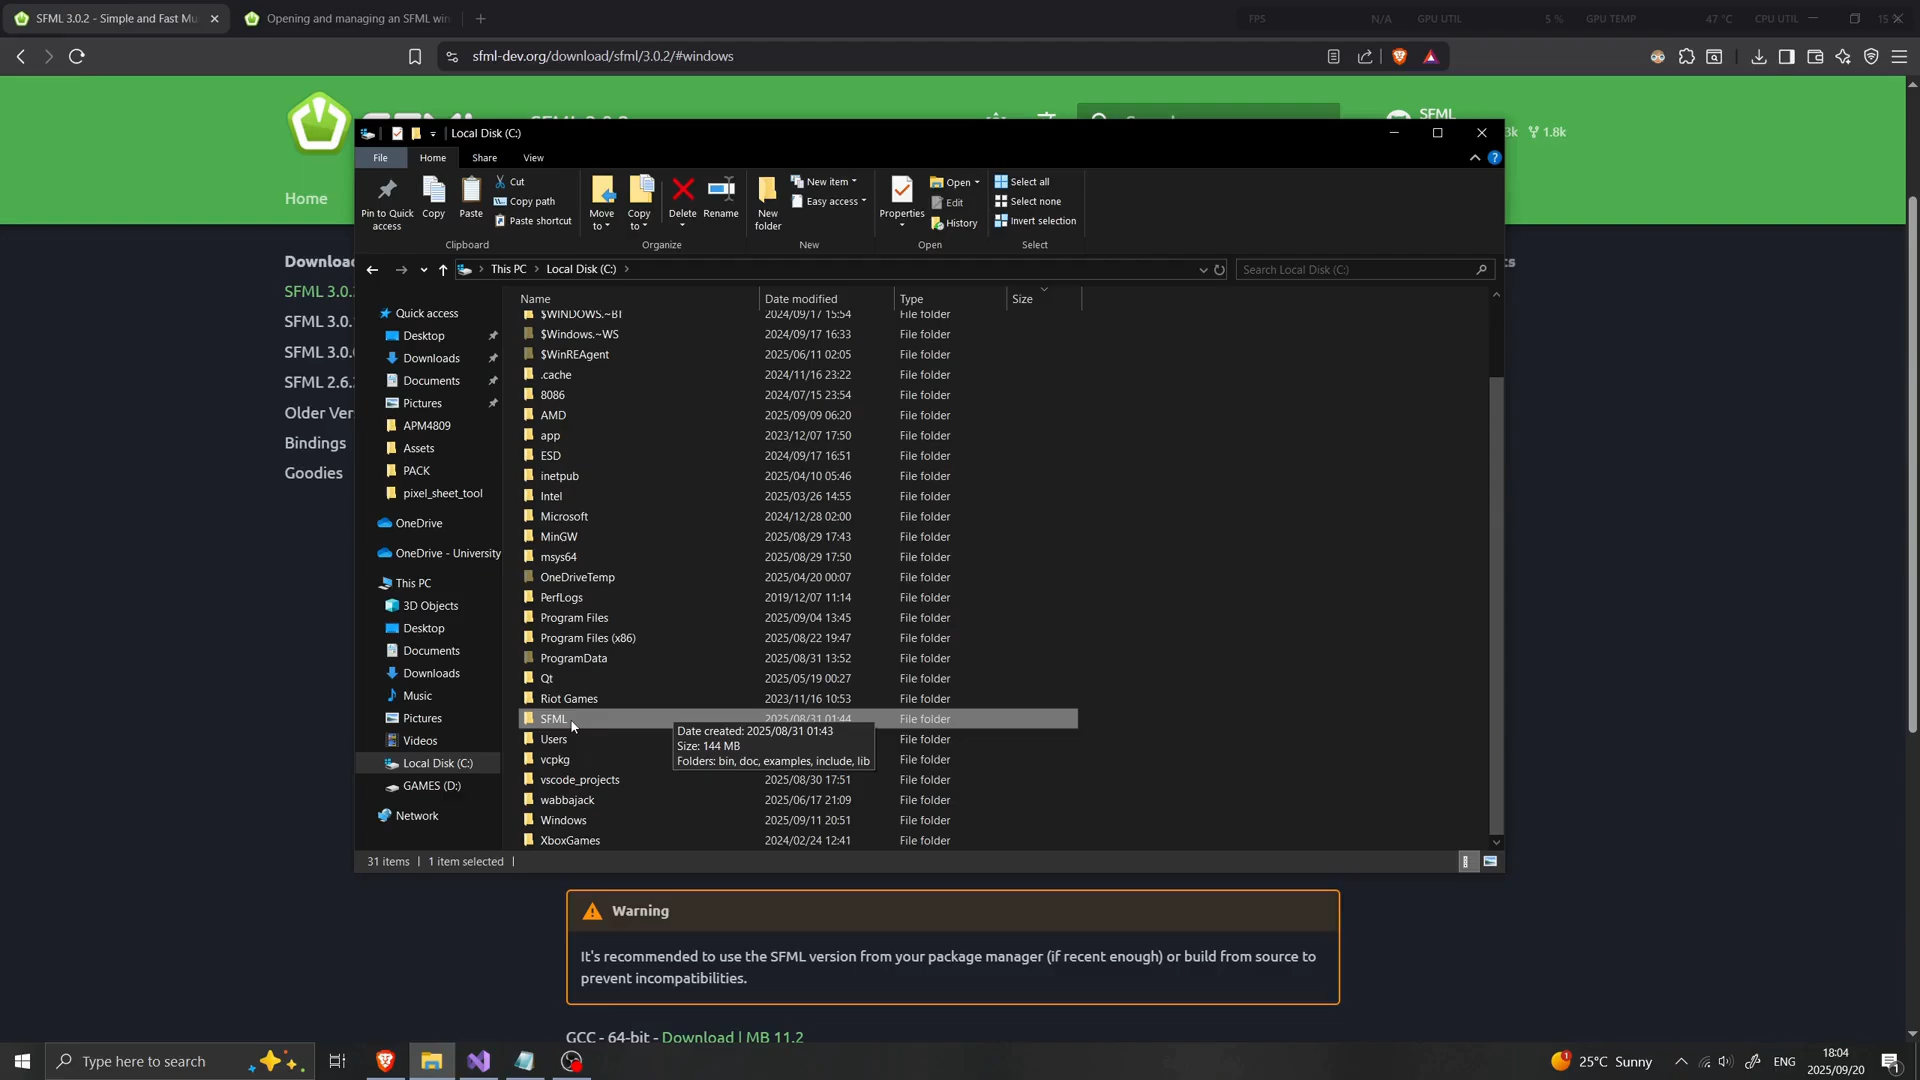 SFML 3.0.2 - Simple and Fast Mu
Opening and managing an SFML win
FPS N/A GPU UTIL 5 % GPU TEMP 47 °C CPU UTIL 15
sfml-dev.org/download/sfml/3.0.2/#windows
SFML
1.8k
Home
Downloa
SFML 3.0.
SFML 3.0.
SFML 3.0.
SFML 2.6.
Older Ver
Bindings
Goodies
Local Disk (C:)
File Home Share View
Pin to Quick access
Copy
Paste
Cut
Copy path
Paste shortcut
Clipboard
Move to
Copy to
Delete
Rename
Organize
New folder
New item
Easy access
New
Properties
Open
Edit
History
Open
Select all
Select none
Invert selection
Select
This PC Local Disk (C:)
Search Local Disk (C:)
Quick access
Desktop
Downloads
Documents
Pictures
APM4809
Assets
PACK
pixel_sheet_tool
OneDrive
OneDrive - University
This PC
3D Objects
Desktop
Documents
Downloads
Music
Pictures
Videos
Local Disk (C:)
GAMES (D:)
Network
Name Date modified Type Size
$WINDOWS.~BT 2024/09/17 15:54 File folder
$Windows.~WS 2024/09/17 16:33 File folder
$WinREAgent 2025/06/11 02:05 File folder
.cache 2024/11/16 23:22 File folder
8086 2024/07/15 23:54 File folder
AMD 2025/09/09 06:20 File folder
app 2023/12/07 17:50 File folder
ESD 2024/09/17 16:51 File folder
inetpub 2025/04/10 05:46 File folder
Intel 2025/03/26 14:55 File folder
Microsoft 2024/12/28 02:00 File folder
MinGW 2025/08/29 17:43 File folder
msys64 2025/08/29 17:50 File folder
OneDriveTemp 2025/04/20 00:07 File folder
PerfLogs 2019/12/07 11:14 File folder
Program Files 2025/09/04 13:45 File folder
Program Files (x86) 2025/08/22 19:47 File folder
ProgramData 2025/08/31 13:52 File folder
Qt 2025/05/19 00:27 File folder
Riot Games 2023/11/16 10:53 File folder
SFML 2025/08/31 01:44 File folder
Users File folder
vcpkg File folder
vscode_projects 2025/08/30 17:51 File folder
wabbajack 2025/06/17 21:09 File folder
Windows 2025/09/11 20:51 File folder
XboxGames 2024/02/24 12:41 File folder
Date created: 2025/08/31 01:43
Size: 144 MB
Folders: bin, doc, examples, include, lib
31 items 1 item selected
Warning
It's recommended to use the SFML version from your package manager (if recent enough) or build from source to
prevent incompatibilities.
GCC - 64-bit - Download | MB 11.2
Type here to search
25°C Sunny
ENG
18:04
2025/09/20